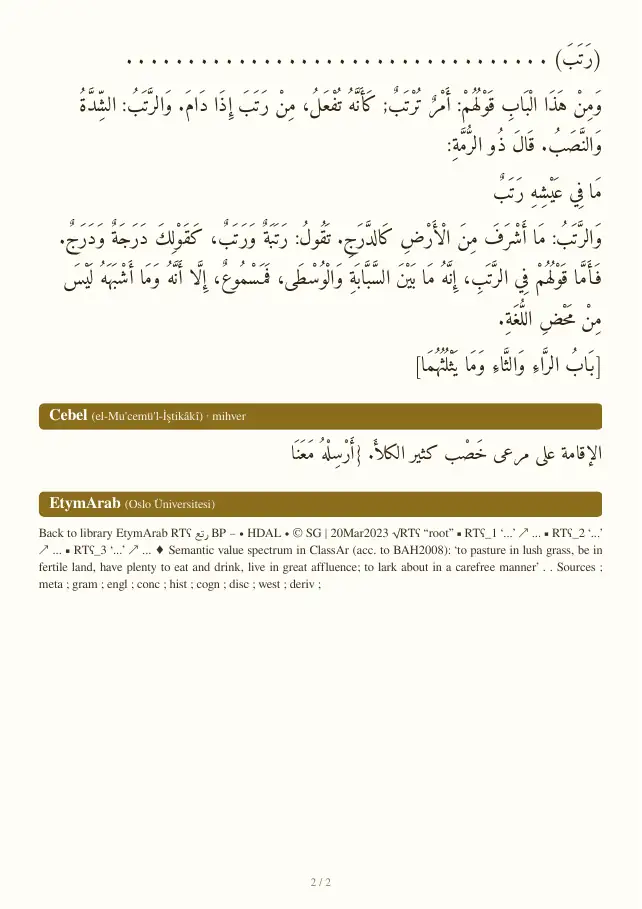 (رَتَبَ) . . . . . . . . . . . . . . . . . . . . . . . . . . . . . . . . . . .
وَمِنْ هَذَا الْبَابِ قَوْلُهُمْ: أَمْرٌ تُرْتَبٌ; كَأَنَّهُ تُفْعَلُ، مِنْ رَتَبَ إِذَا دَامَ. وَالرَّتَبُ: الشِّدَّةُ
وَالنَّصَبُ. قَالَ ذُو الرُّمَّةِ:
مَا فِي عَيْشِهِ رَتَبٌ
وَالرَّتَبُ: مَا أَشْرَفَ مِنَ الْأَرْضِ كَالدَّرَجِ. تَقُولُ: رَتَبَةٌ وَرَتَبٌ، كَقَوْلِكَ دَرَجَةٌ وَدَرَجٌ.
فَأَمَّا قَوْلُهُمْ فِي الرَّتَبِ، إِنَّهُ مَا بَيْنَ السَّبَّابَةِ وَالْوُسْطَى، فَمَسْمُوعٌ، إِلَّا أَنَّهُ وَمَا أَشْبَهَهُ لَيْسَ
مِنْ مَحْضِ اللُّغَةِ.
[بَابُ الرَّاءِ وَالثَّاءِ وَمَا يَثْلُثُهُمَا]
Cebel (el-Mu'cemü'l-İştikâkî) · mihver
الإقامة على مرعى خَصْب كثير الكلأ. {أَرْسِلْهُ مَعَنَا
EtymArab (Oslo Üniversitesi)
Back to library EtymArab RTʕ رتع BP – • HDAL • © SG | 20Mar2023 √RTʕ “root” ▪ RTʕ_1 ‘...’ ↗ ... ▪ RTʕ_2 ‘...’
↗ ... ▪ RTʕ_3 ‘...’ ↗ ... ♦ Semantic value spectrum in ClassAr (acc. to BAH2008): ‘to pasture in lush grass, be in
fertile land, have plenty to eat and drink, live in great affluence; to lark about in a carefree manner’ . . Sources ;
meta ; gram ; engl ; conc ; hist ; cogn ; disc ; west ; deriv ;
2 / 2